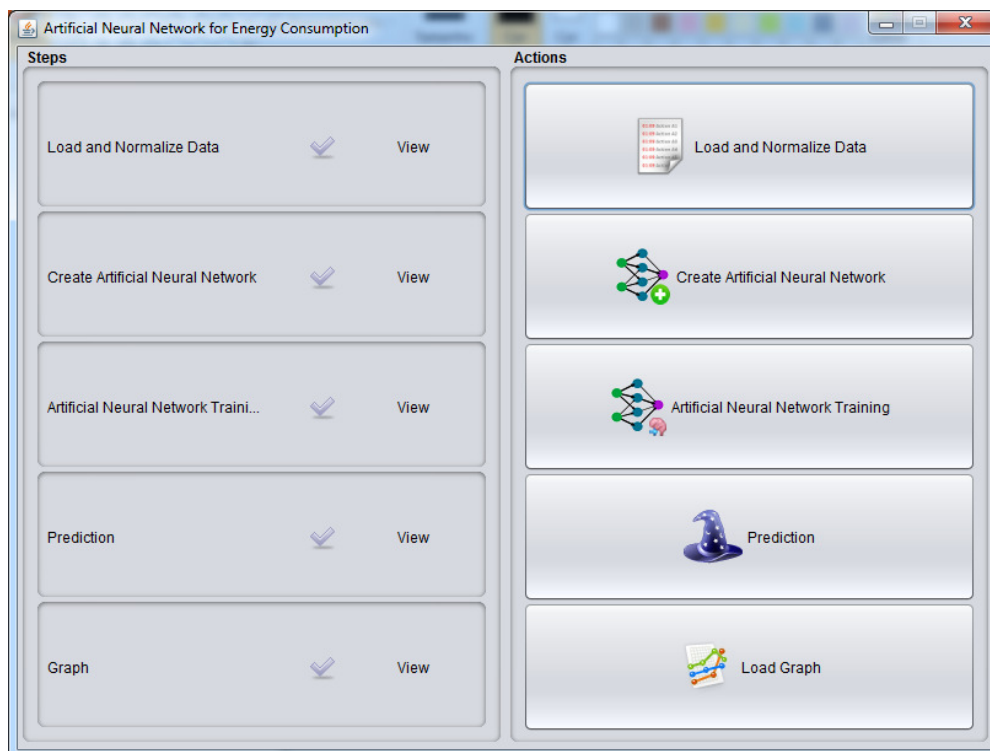 Artificial Neural Network for Energy Consumption
Steps
Actions
Load and Normalize Data View
Load and Normalize Data
Create Artificial Neural Network View
Create Artificial Neural Network
Artificial Neural Network Traini... View
Artificial Neural Network Training
Prediction View
Prediction
Graph View
Load Graph